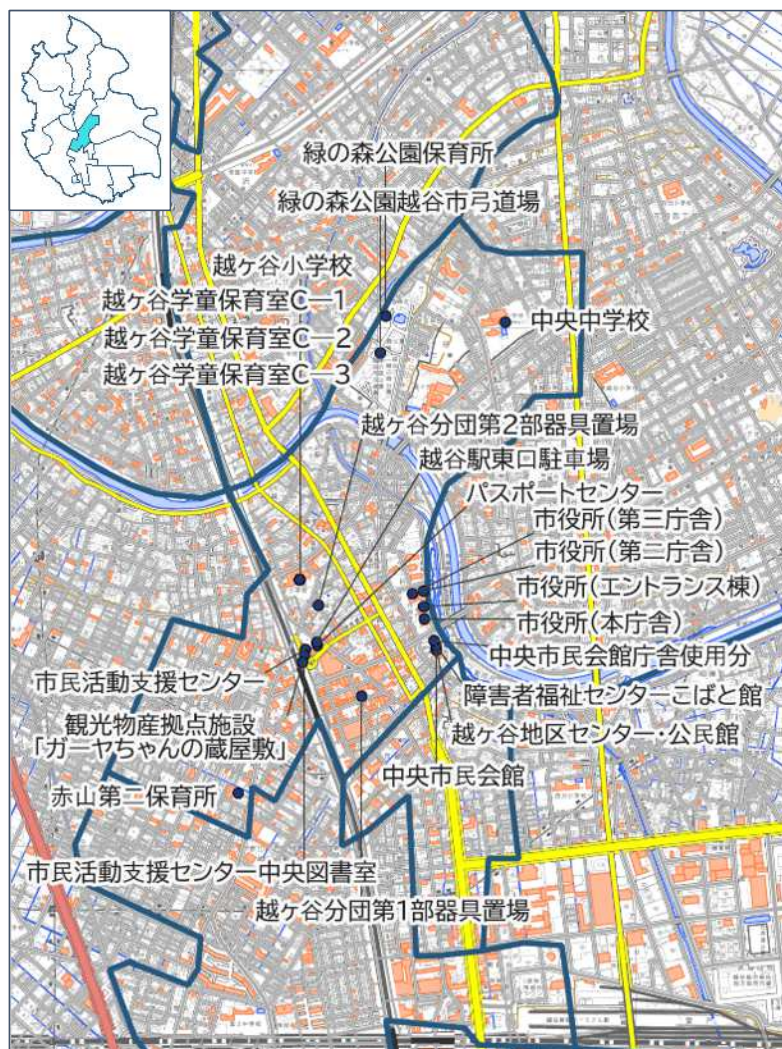 緑の森公園保育所
緑の森公園越谷市弓道場
越ヶ谷小学校
越ヶ谷学童保育室C―1
越ヶ谷学童保育室C―2
越ヶ谷学童保育室C―3
中央中学校
越ヶ谷分団第2部器具置場
越谷駅東口駐車場
パスポートセンター
市役所(第三庁舎)
市役所(第二庁舎)
市役所(エントランス棟)
市役所(本庁舎)
中央市民会館庁舎使用分
市民活動支援センター
障害者福祉センターこばと館
観光物産拠点施設
「ガーヤちゃんの蔵屋敷」
越ヶ谷地区センター・公民館
中央市民会館
赤山第二保育所
市民活動支援センター中央図書室
越ヶ谷分団第1部器具置場